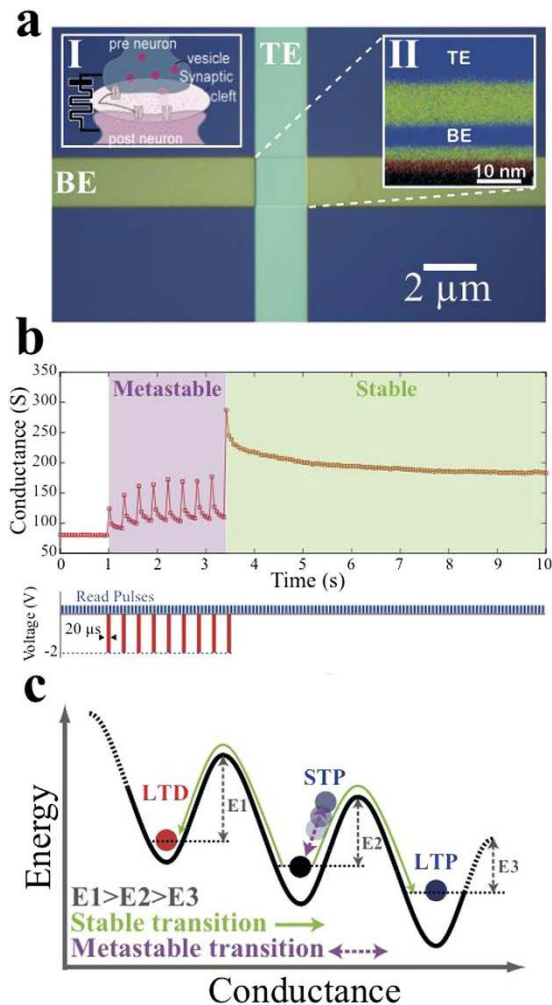 a
I
pre neuron
vesicle
Synaptic
cleft
post neuron
TE
II
TE
BE
10 nm
BE
2 µm
b
Metastable
Stable
Conductance (S)
350
300
250
200
150
100
50
0 1 2 3 4 5 6 7 8 9 10
Time (s)
Voltage (V)
Read Pulses
20 µs
-2
c
Energy
LTD
E1
STP
E2
LTP
E3
E1>E2>E3
Stable transition
Metastable transition
Conductance